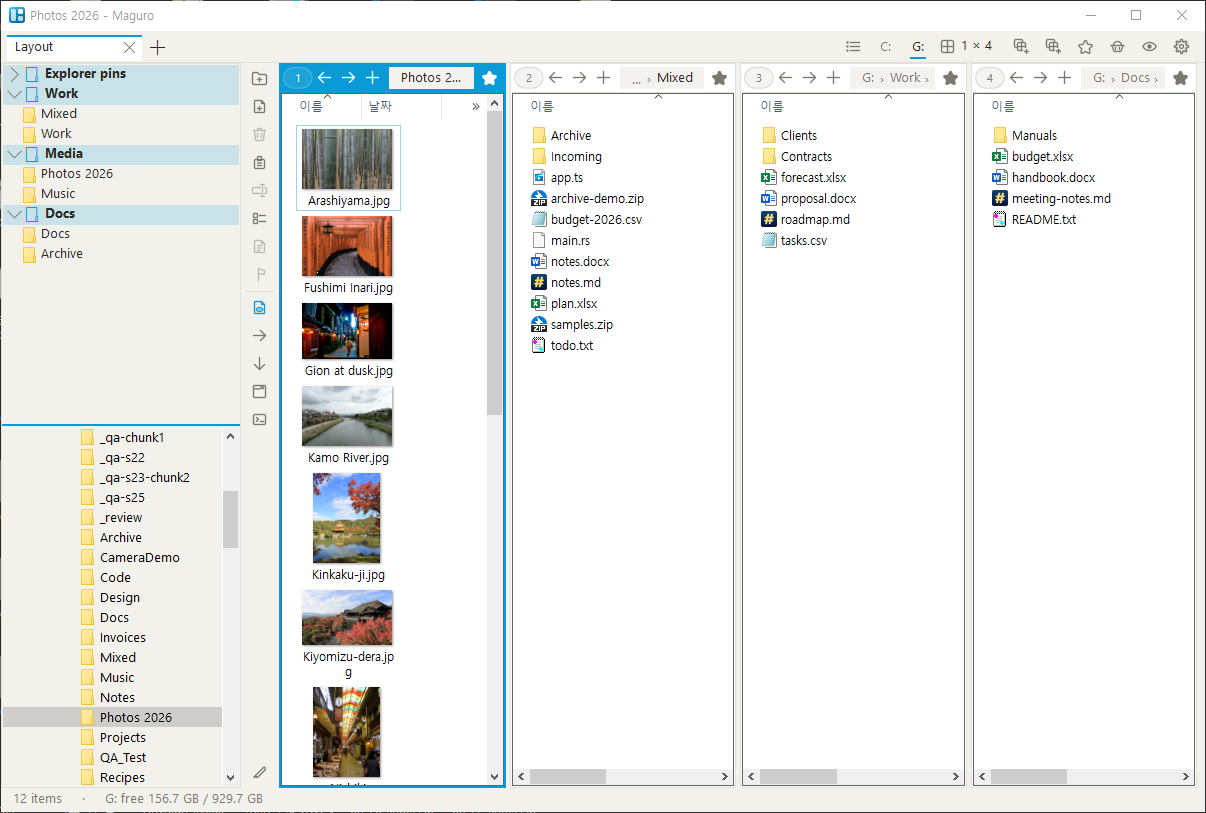 Photos 2026 - Maguro
Layout
C:
G:
1 × 4
Explorer pins
Work
Mixed
Work
Media
Photos 2026
Music
Docs
Docs
Archive
_qa-chunk1
_qa-s22
_qa-s23-chunk2
_qa-s25
_review
Archive
CameraDemo
Code
Design
Docs
Invoices
Mixed
Music
Notes
Photos 2026
Projects
QA_Test
Recipes
1
Photos 2...
이름
날짜
»
Arashiyama.jpg
Fushimi Inari.jpg
Gion at dusk.jpg
Kamo River.jpg
Kinkaku-ji.jpg
Kiyomizu-dera.jp
g
2
... › Mixed
이름
Archive
Incoming
app.ts
archive-demo.zip
budget-2026.csv
main.rs
notes.docx
notes.md
plan.xlsx
samples.zip
todo.txt
3
G: › Work ›
이름
Clients
Contracts
forecast.xlsx
proposal.docx
roadmap.md
tasks.csv
4
G: › Docs ›
이름
Manuals
budget.xlsx
handbook.docx
meeting-notes.md
README.txt
12 items · G: free 156.7 GB / 929.7 GB